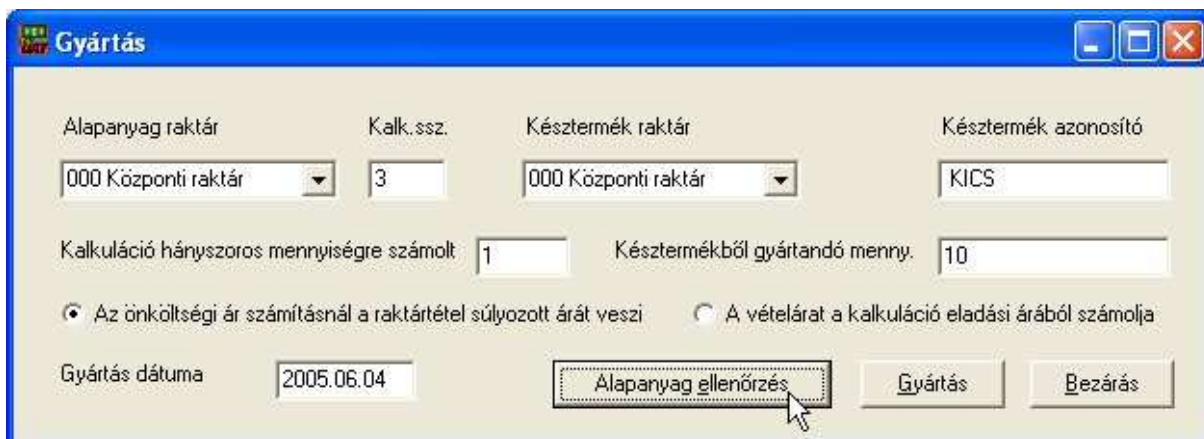 Gyártás
Alapanyag raktár Kalk.ssz. Késztermék raktár Késztermék azonosító
000 Központi raktár 3 000 Központi raktár KICS
Kalkuláció hányszoros mennyiségre számolt 1 Késztermékből gyártandó menny. 10
Az önköltségi ár számításnál a raktártétel súlyozott árát veszi A vételárat a kalkuláció eladási árából számolja
Gyártás dátuma 2005.06.04 Alapanyag ellenőrzés Gyártás Bezárás